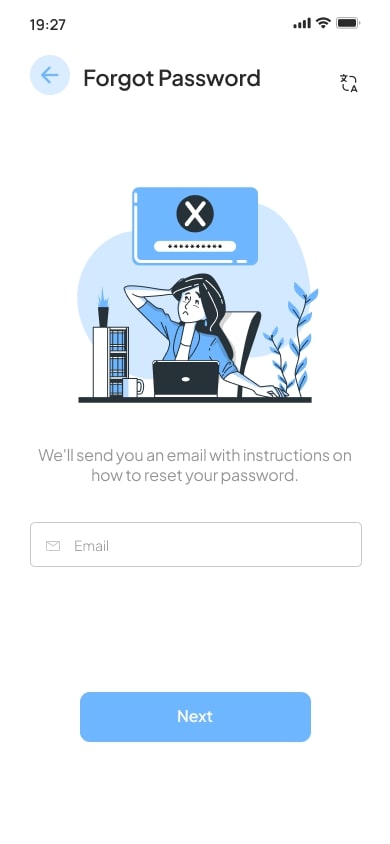 19:27
Forgot Password
X
**********
We'll send you an email with instructions on
how to reset your password.
Email
Next